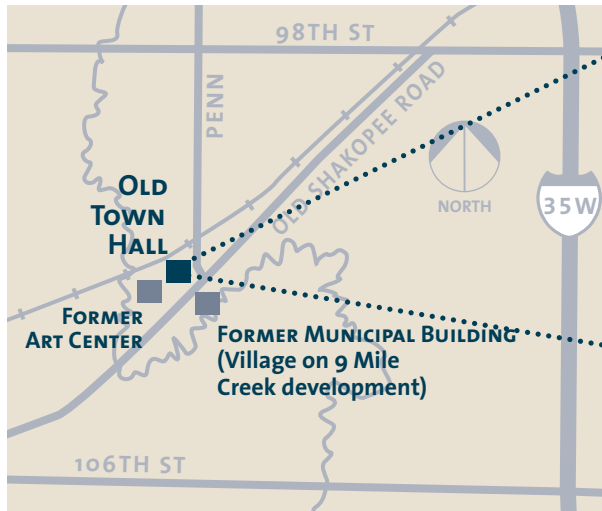 98TH ST
PENN
OLD SHAKOPEE ROAD
NORTH
35W
OLD
TOWN
HALL
FORMER
ART CENTER
FORMER MUNICIPAL BUILDING
(Village on 9 Mile
Creek development)
106TH ST